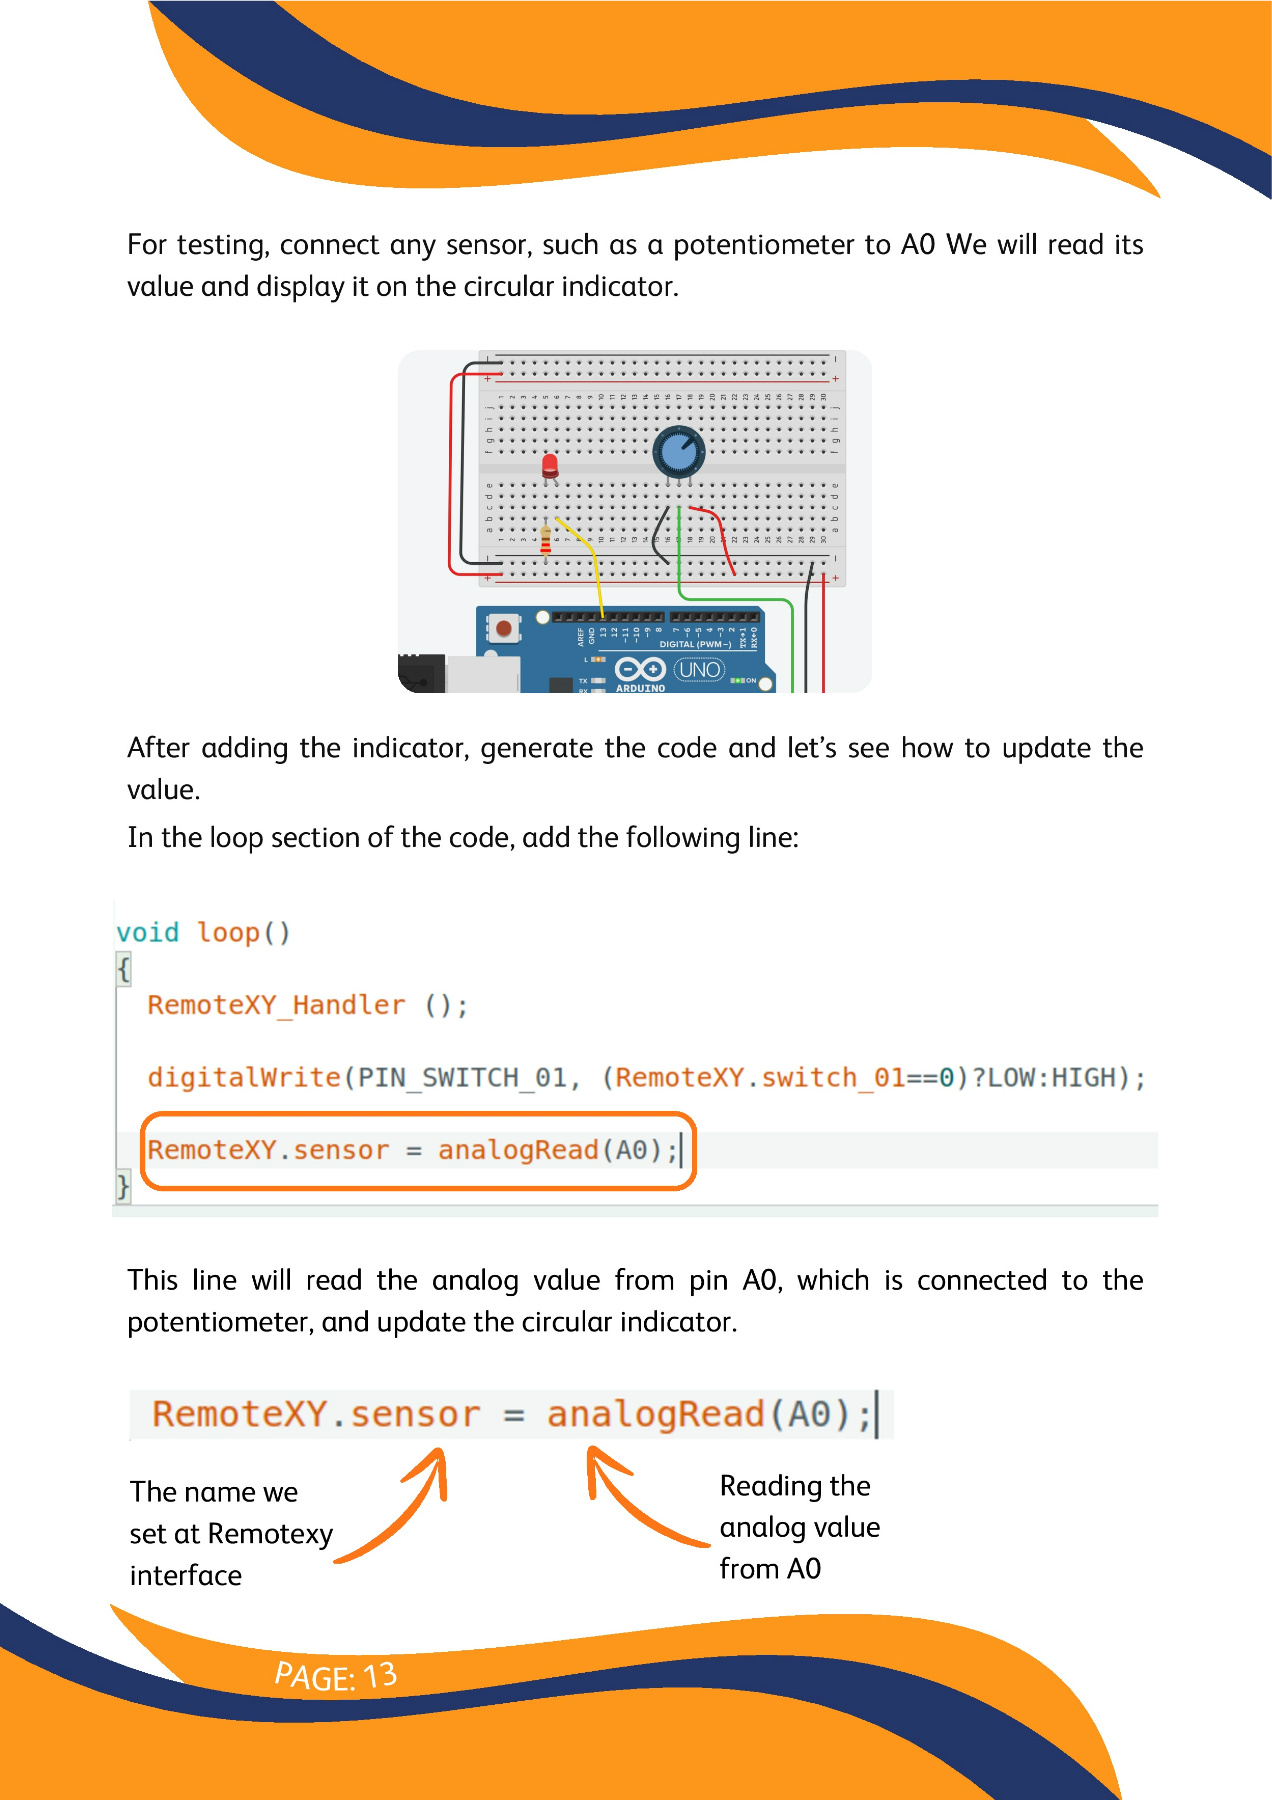 For testing, connect any sensor, such as a potentiometer to A0 We will read its
value and display it on the circular indicator.
AREF
GND
13
12
~11
~10
~9
8
7
~6
~5
4
~3
2
TX→1
RX←0
DIGITAL (PWM~)
L
TX
RX
UNO
ARDUINO
ON
After adding the indicator, generate the code and let's see how to update the
value.
In the loop section of the code, add the following line:
void loop()
{
RemoteXY_Handler ();
digitalWrite(PIN_SWITCH_01, (RemoteXY.switch_01==0)?LOW:HIGH);
RemoteXY.sensor = analogRead(A0);
}
This line will read the analog value from pin A0, which is connected to the
potentiometer, and update the circular indicator.
RemoteXY.sensor = analogRead(A0);
The name we
set at Remotexy
interface
Reading the
analog value
from A0
PAGE: 13